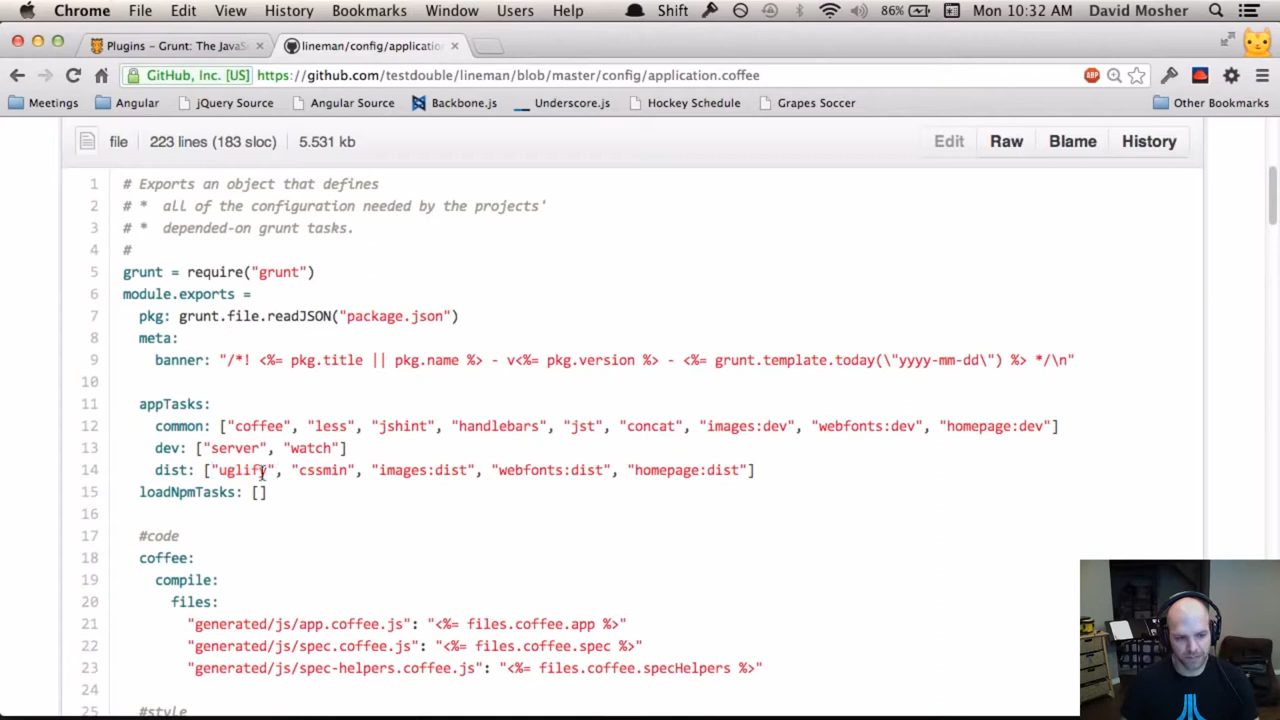 Chrome File Edit View History Bookmarks Window Users Help Shift 86% Mon 10:32 AM David Mosher
Plugins – Grunt: The JavaS × lineman/config/applicatio ×
GitHub, Inc. [US] https://github.com/testdouble/lineman/blob/master/config/application.coffee ABP
Meetings Angular jQuery Source Angular Source Backbone.js Underscore.js Hockey Schedule Grapes Soccer Other Bookmarks
file 223 lines (183 sloc) 5.531 kb Edit Raw Blame History
1 # Exports an object that defines
2 # * all of the configuration needed by the projects'
3 # * depended-on grunt tasks.
4 #
5 grunt = require("grunt")
6 module.exports =
7 pkg: grunt.file.readJSON("package.json")
8 meta:
9 banner: "/*! <%= pkg.title || pkg.name %> - v<%= pkg.version %> - <%= grunt.template.today(\"yyyy-mm-dd\") %> */\n"
10
11 appTasks:
12 common: ["coffee", "less", "jshint", "handlebars", "jst", "concat", "images:dev", "webfonts:dev", "homepage:dev"]
13 dev: ["server", "watch"]
14 dist: ["uglify", "cssmin", "images:dist", "webfonts:dist", "homepage:dist"]
15 loadNpmTasks: []
16
17 #code
18 coffee:
19 compile:
20 files:
21 "generated/js/app.coffee.js": "<%= files.coffee.app %>"
22 "generated/js/spec.coffee.js": "<%= files.coffee.spec %>"
23 "generated/js/spec-helpers.coffee.js": "<%= files.coffee.specHelpers %>"
24
25 #style